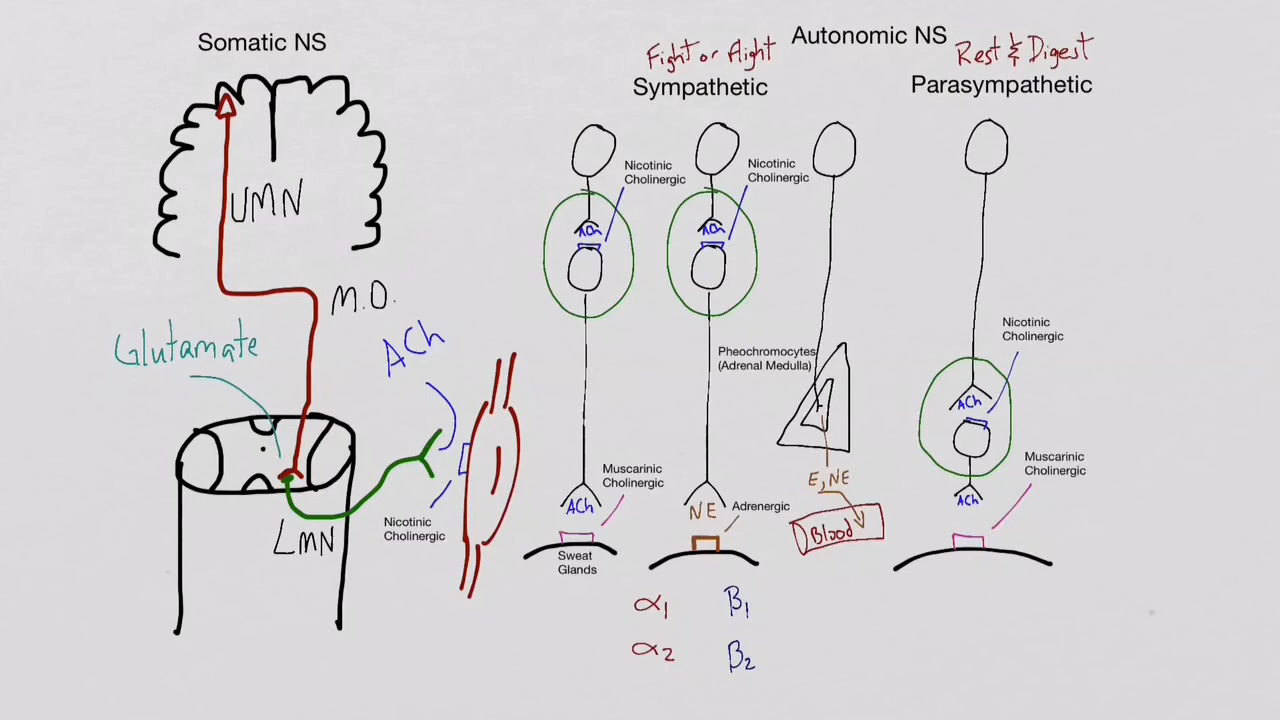 Somatic NS
UMN
M.O.
Glutamate
ACh
LMN
Nicotinic
Cholinergic
Autonomic NS
Fight or flight
Sympathetic
Rest & Digest
Parasympathetic
Nicotinic
Cholinergic
ACh
Muscarinic
Cholinergic
ACh
Sweat
Glands
Nicotinic
Cholinergic
ACh
NE
Adrenergic
α1 β1
α2 β2
Pheochromocytes
(Adrenal Medulla)
E, NE
Blood
Nicotinic
Cholinergic
ACh
ACh
Muscarinic
Cholinergic